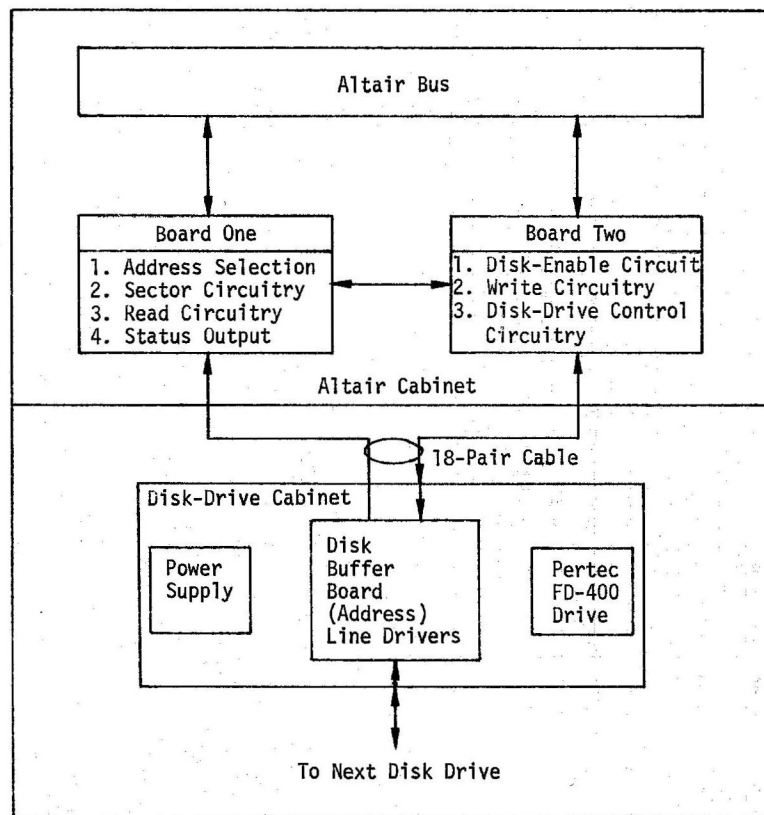 Altair Bus
Board One
1. Address Selection
2. Sector Circuitry
3. Read Circuitry
4. Status Output
Board Two
1. Disk-Enable Circuit
2. Write Circuitry
3. Disk-Drive Control
Circuitry
Altair Cabinet
18-Pair Cable
Disk-Drive Cabinet
Power
Supply
Disk
Buffer
Board
(Address)
Line Drivers
Pertec
FD-400
Drive
To Next Disk Drive